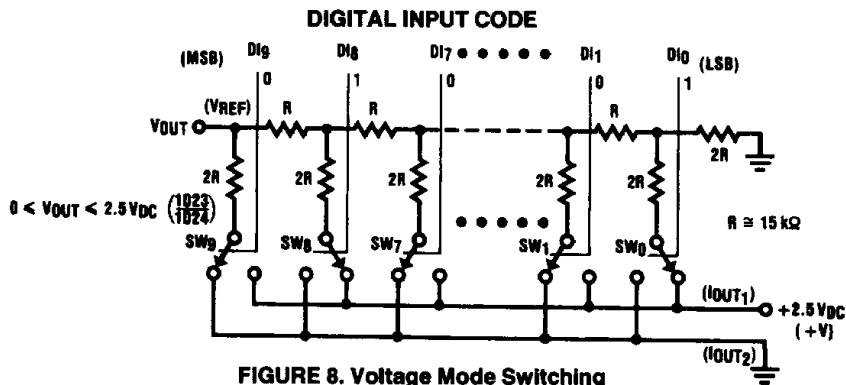 DIGITAL INPUT CODE
(MSB) DI9 DI8 DI7 DI1 DI0 (LSB)
0 1 0 0 1
(VREF) R R R
VOUT
2R 2R 2R 2R 2R 2R
0 < VOUT < 2.5 VDC (1023/1024)
R ≅ 15 kΩ
SW9 SW8 SW7 SW1 SW0
(IOUT1) +2.5 VDC
(+V)
(IOUT2)
FIGURE 8. Voltage Mode Switching